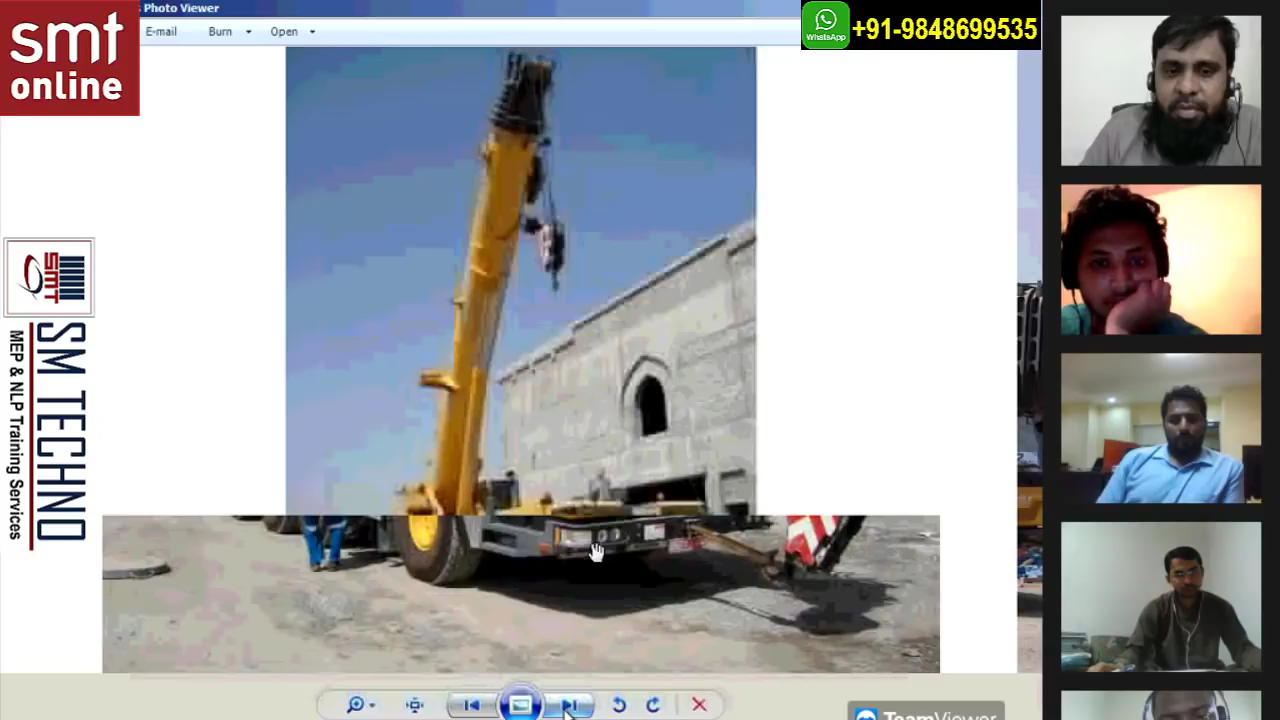 s Photo Viewer
E-mail
Burn
Open
smt
online
WhatsApp
+91-9848699535
SMT
SM TECHNO
MEP & NLP Training Services
TeamViewer